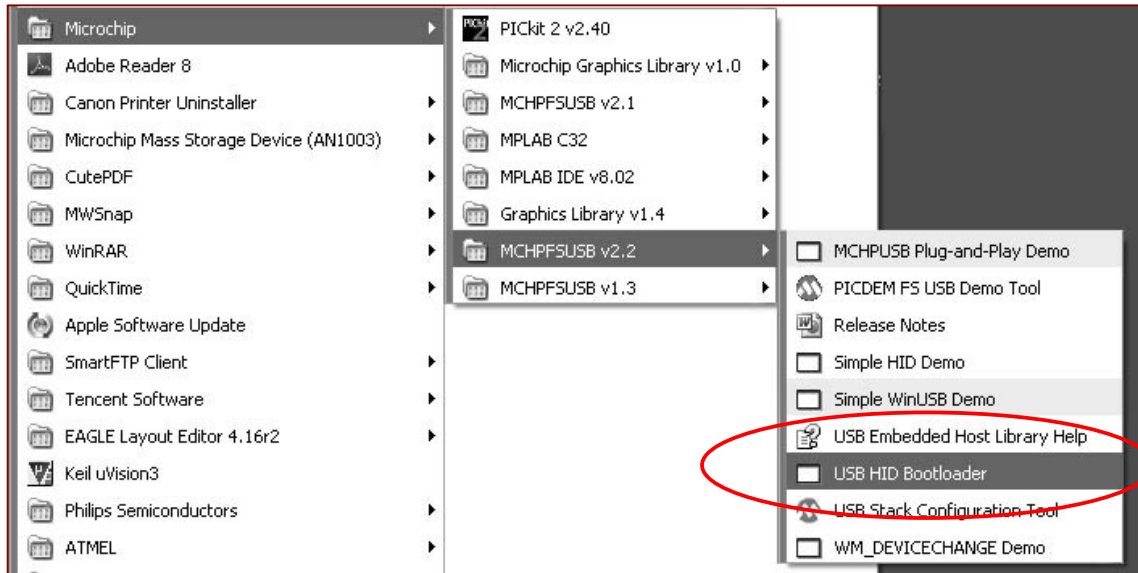 Microchip
Adobe Reader 8
Canon Printer Uninstaller
Microchip Mass Storage Device (AN1003)
CutePDF
MWSnap
WinRAR
QuickTime
Apple Software Update
SmartFTP Client
Tencent Software
EAGLE Layout Editor 4.16r2
Keil uVision3
Philips Semiconductors
ATMEL
PICkit 2 v2.40
Microchip Graphics Library v1.0
MCHPFSUSB v2.1
MPLAB C32
MPLAB IDE v8.02
Graphics Library v1.4
MCHPFSUSB v2.2
MCHPFSUSB v1.3
MCHPUSB Plug-and-Play Demo
PICDEM FS USB Demo Tool
Release Notes
Simple HID Demo
Simple WinUSB Demo
USB Embedded Host Library Help
USB HID Bootloader
USB Stack Configuration Tool
WM_DEVICECHANGE Demo